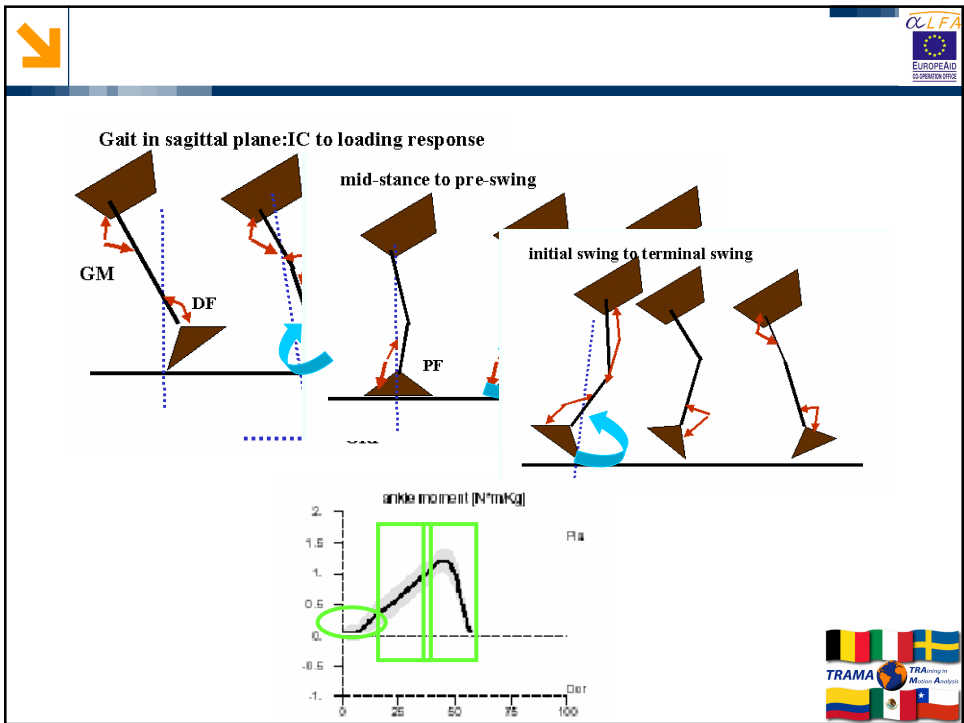 αLFA
EUROPEAID
CO-OPERATION OFFICE
Gait in sagittal plane:IC to loading response
mid-stance to pre-swing
initial swing to terminal swing
GM
DF
PF
ankle moment [N*m/Kg]
2.
1.5
1.
0.5
0.
-0.5
-1.
0
25
50
75
100
Pla
Dor
TRAMA
TRAining in
Motion Analysis